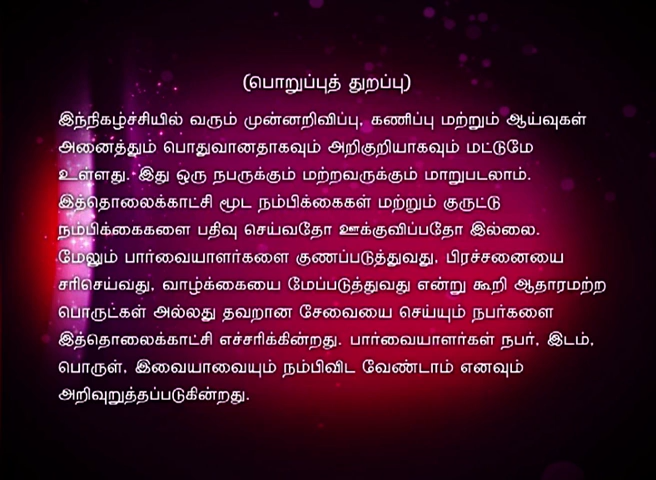 (பொறுப்புத் துறப்பு)
இந்நிகழ்ச்சியில் வரும் முன்னறிவிப்பு, கணிப்பு மற்றும் ஆய்வுகள்
அனைத்தும் பொதுவானதாகவும் அறிகுறியாகவும் மட்டுமே
உள்ளது. இது ஒரு நபருக்கும் மற்றவருக்கும் மாறுபடலாம்.
இத்தொலைக்காட்சி மூட நம்பிக்கைகள் மற்றும் குருட்டு
நம்பிக்கைகளை பதிவு செய்வதோ ஊக்குவிப்பதோ இல்லை.
மேலும் பார்வையாளர்களை குணப்படுத்துவது, பிரச்சனையை
சரிசெய்வது, வாழ்க்கையை மேப்படுத்துவது என்று கூறி ஆதாரமற்ற
பொருட்கள் அல்லது தவறான சேவையை செய்யும் நபர்களை
இத்தொலைக்காட்சி எச்சரிக்கின்றது. பார்வையாளர்கள் நபர், இடம்,
பொருள், இவையாவையும் நம்பிவிட வேண்டாம் எனவும்
அறிவுறுத்தப்படுகின்றது.